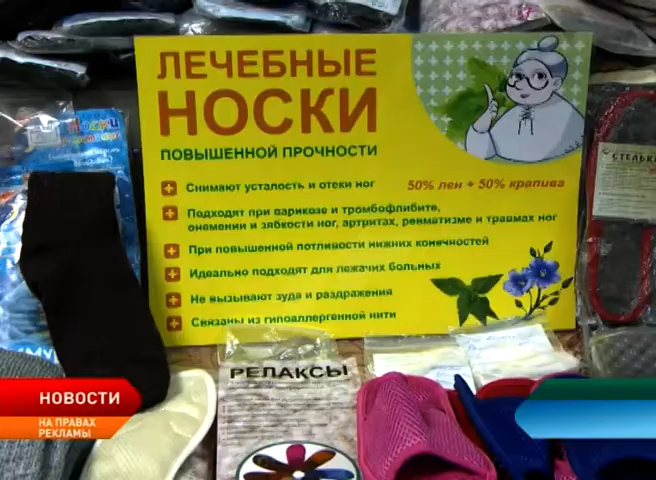 ЛЕЧЕБНЫЕ
НОСКИ
ПОВЫШЕННОЙ ПРОЧНОСТИ
Снимают усталость и отеки ног
50% лен + 50% крапива
Подходят при варикозе и тромбофлибите,
онемении и зябкости ног, артритах, ревматизме и травмах ног
При повышенной потливости нижних конечностей
Идеально подходят для лежачих больных
Не вызывают зуда и раздражения
Связаны из гипоаллергенной нити
Носки
СТЕЛЬКИ
РЕЛАКСЫ
НОВОСТИ
НА ПРАВАХ
РЕКЛАМЫ